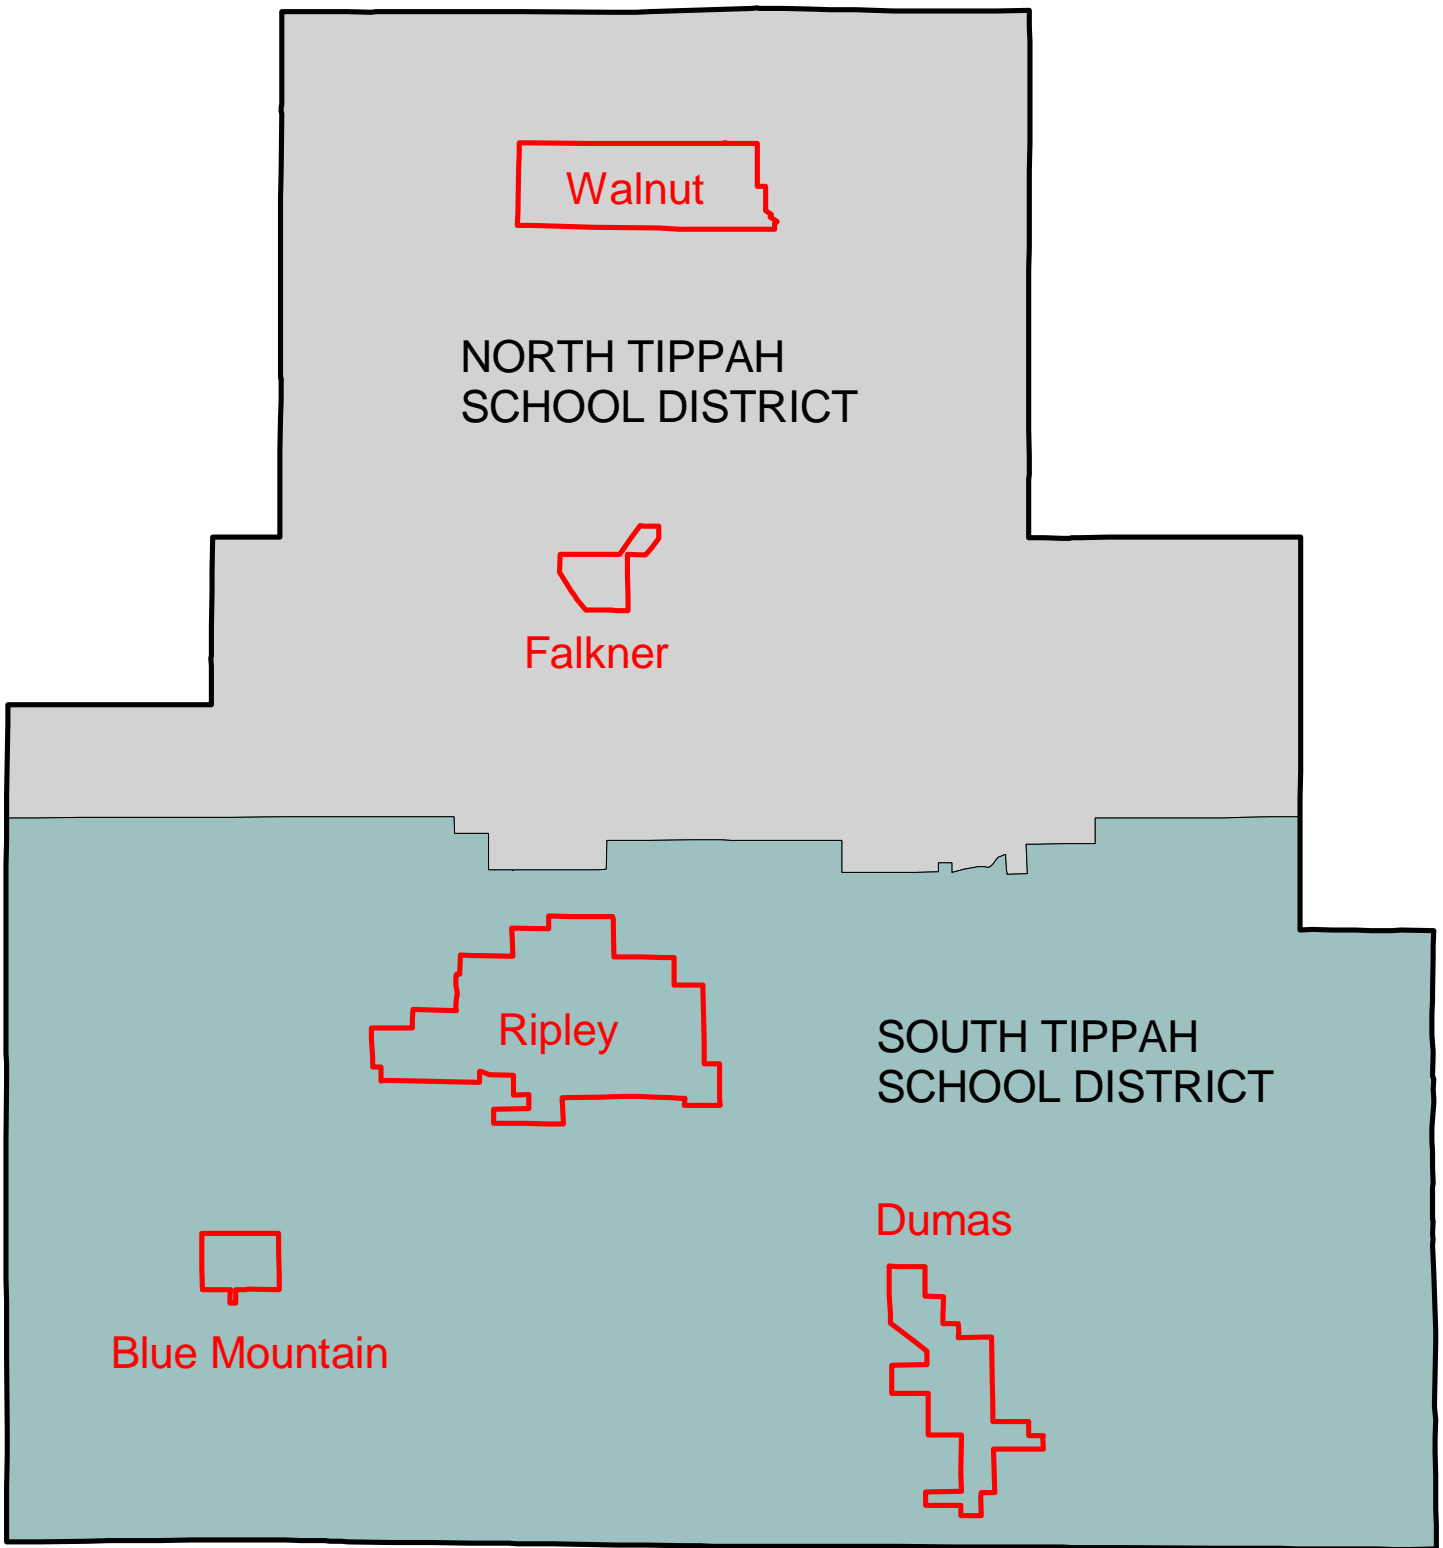 Walnut
NORTH TIPPAH
SCHOOL DISTRICT
Falkner
Ripley
SOUTH TIPPAH
SCHOOL DISTRICT
Dumas
Blue Mountain